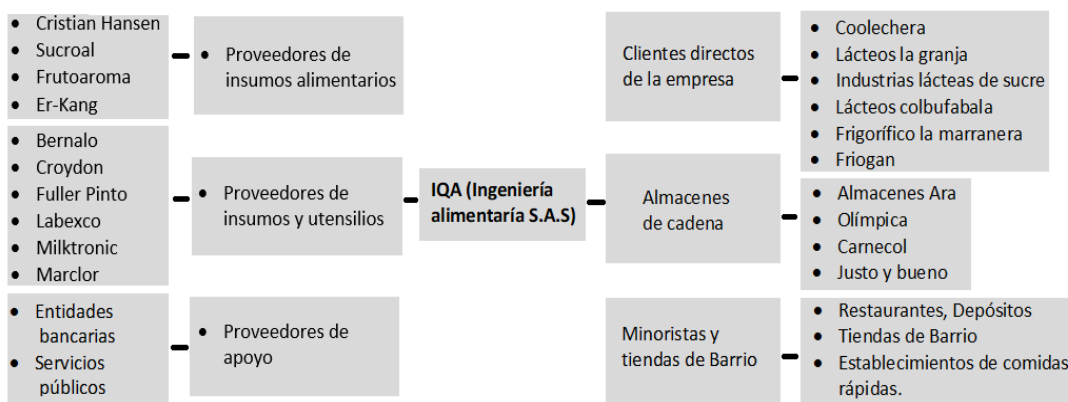 • Cristian Hansen
• Sucroal
• Frutoaroma
• Er-Kang
• Proveedores de
insumos alimentarios
• Bernalo
• Croydon
• Fuller Pinto
• Labexco
• Milktronic
• Marclor
• Proveedores de
insumos y utensilios
• Entidades
bancarias
• Servicios
públicos
• Proveedores de
apoyo
IQA (Ingeniería
alimentaría S.A.S)
Clientes directos
de la empresa
• Coolechera
• Lácteos la granja
• Industrias lácteas de sucre
• Lácteos colbufabala
• Frigorífico la marranera
• Friogan
Almacenes
de cadena
• Almacenes Ara
• Olímpica
• Carnecol
• Justo y bueno
Minoristas y
tiendas de Barrio
• Restaurantes, Depósitos
• Tiendas de Barrio
• Establecimientos de comidas
rápidas.